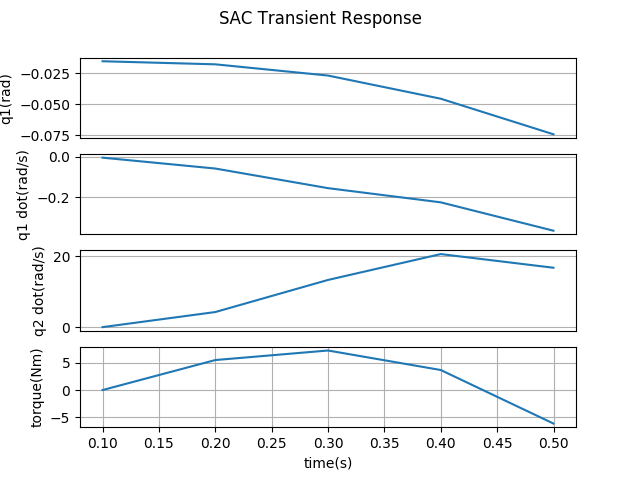 SAC Transient Response
q1(rad)
−0.025
−0.050
−0.075
q1 dot(rad/s)
0.0
−0.2
q2 dot(rad/s)
20
0
torque(Nm)
5
0
−5
0.10 0.15 0.20 0.25 0.30 0.35 0.40 0.45 0.50
time(s)